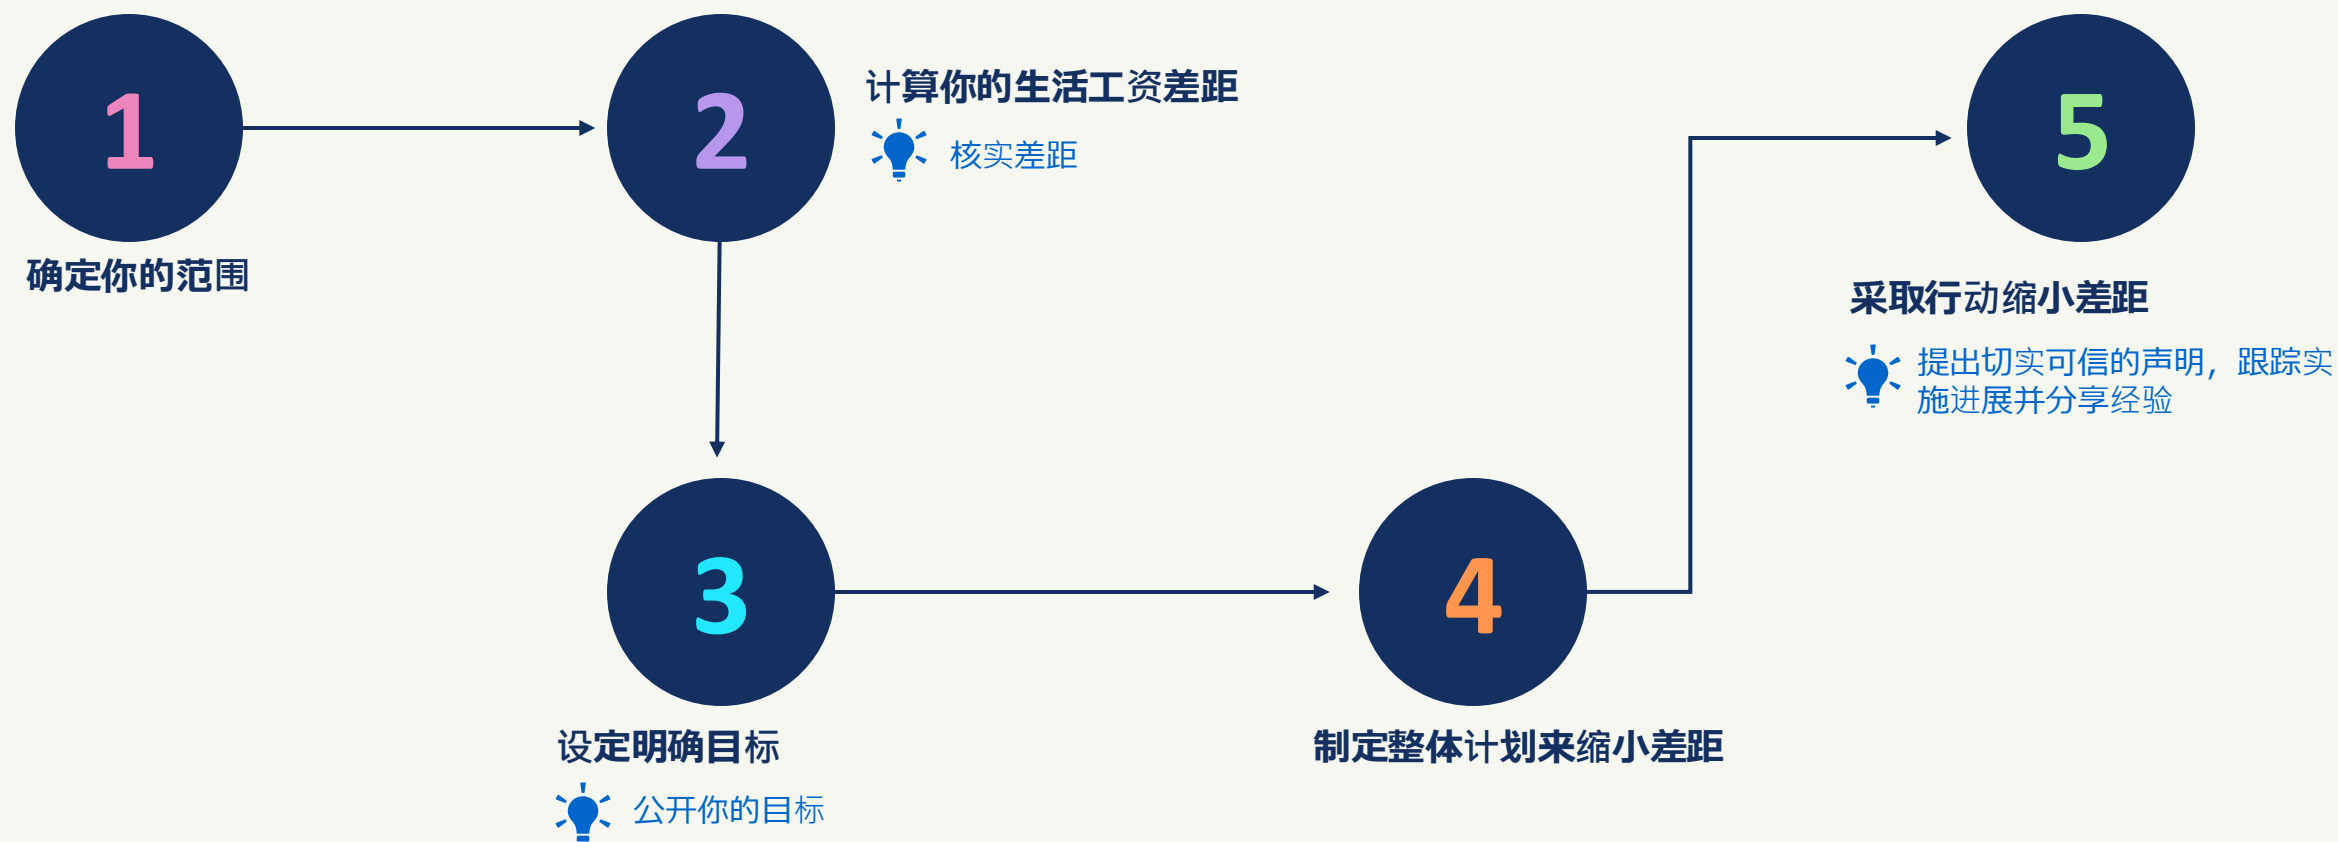 1
确定你的范围
2
计算你的生活工资差距
核实差距
3
设定明确目标
公开你的目标
4
制定整体计划来缩小差距
5
采取行动缩小差距
提出切实可信的声明，跟踪实
施进展并分享经验